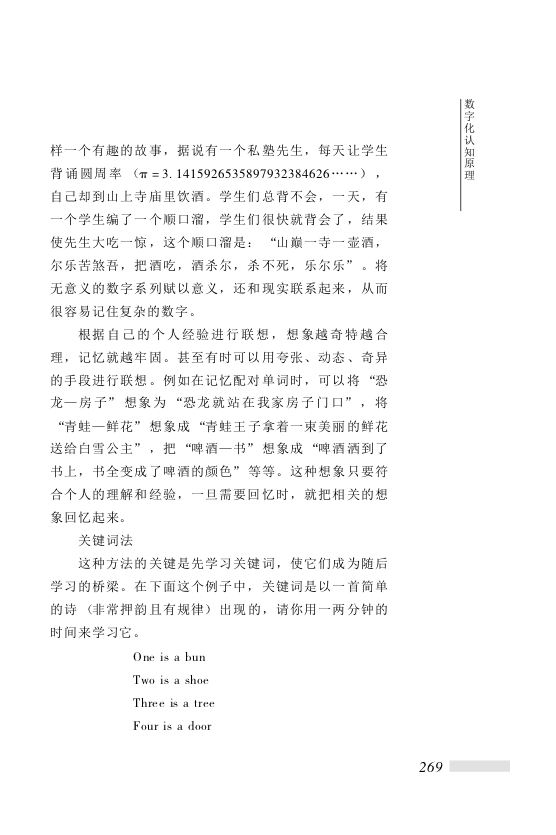 数字化认知原理
样一个有趣的故事，据说有一个私塾先生，每天让学生
背诵圆周率（π=3.1415926535897932384626……），
自己却到山上寺庙里饮酒。学生们总背不会，一天，有
一个学生编了一个顺口溜，学生们很快就背会了，结果
使先生大吃一惊，这个顺口溜是：“山巅一寺一壶酒，
尔乐苦煞吾，把酒吃，酒杀尔，杀不死，乐尔乐”。将
无意义的数字系列赋以意义，还和现实联系起来，从而
很容易记住复杂的数字。
根据自己的个人经验进行联想，想象越奇特越合
理，记忆就越牢固。甚至有时可以用夸张、动态、奇异
的手段进行联想。例如在记忆配对单词时，可以将“恐
龙—房子”想象为“恐龙就站在我家房子门口”，将
“青蛙—鲜花”想象成“青蛙王子拿着一束美丽的鲜花
送给白雪公主”，把“啤酒—书”想象成“啤酒洒到了
书上，书全变成了啤酒的颜色”等等。这种想象只要符
合个人的理解和经验，一旦需要回忆时，就把相关的想
象回忆起来。
关键词法
这种方法的关键是先学习关键词，使它们成为随后
学习的桥梁。在下面这个例子中，关键词是以一首简单
的诗（非常押韵且有规律）出现的，请你用一两分钟的
时间来学习它。
One is a bun
Two is a shoe
Three is a tree
Four is a door
269